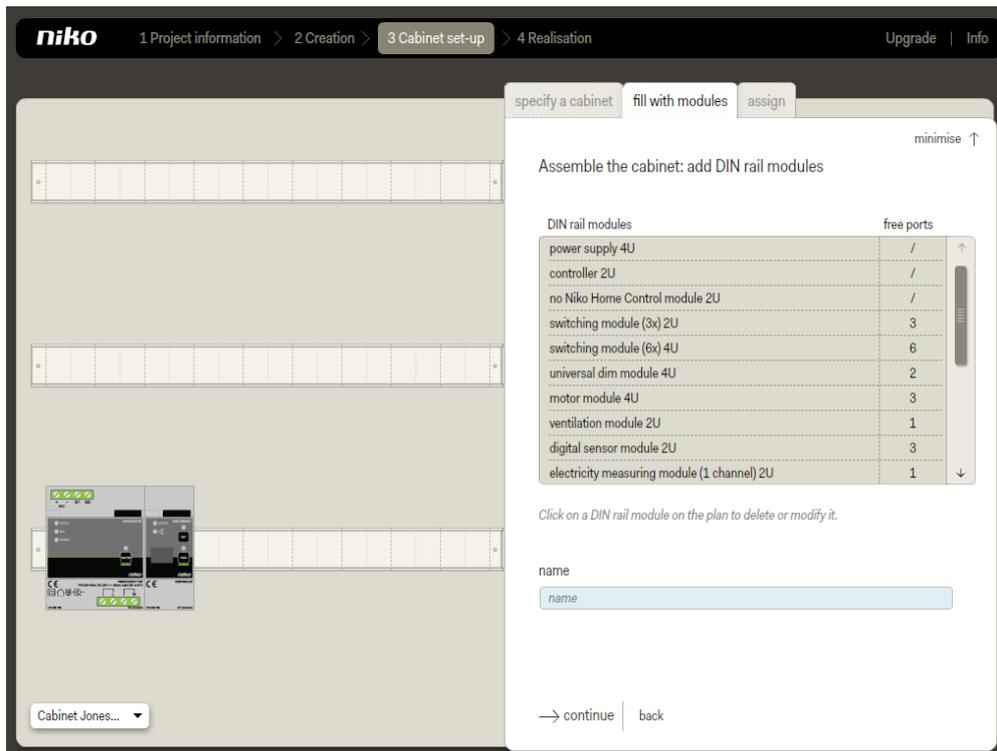 niko 1 Project information 2 Creation 3 Cabinet set-up 4 Realisation Upgrade | Info
specify a cabinet fill with modules assign
minimise ↑
Assemble the cabinet: add DIN rail modules
DIN rail modules free ports
power supply 4U /
controller 2U /
no Niko Home Control module 2U /
switching module (3x) 2U 3
switching module (6x) 4U 6
universal dim module 4U 2
motor module 4U 3
ventilation module 2U 1
digital sensor module 2U 3
electricity measuring module (1 channel) 2U 1
Click on a DIN rail module on the plan to delete or modify it.
name
name
niko niko
CE CE
Cabinet Jones...
→ continue back